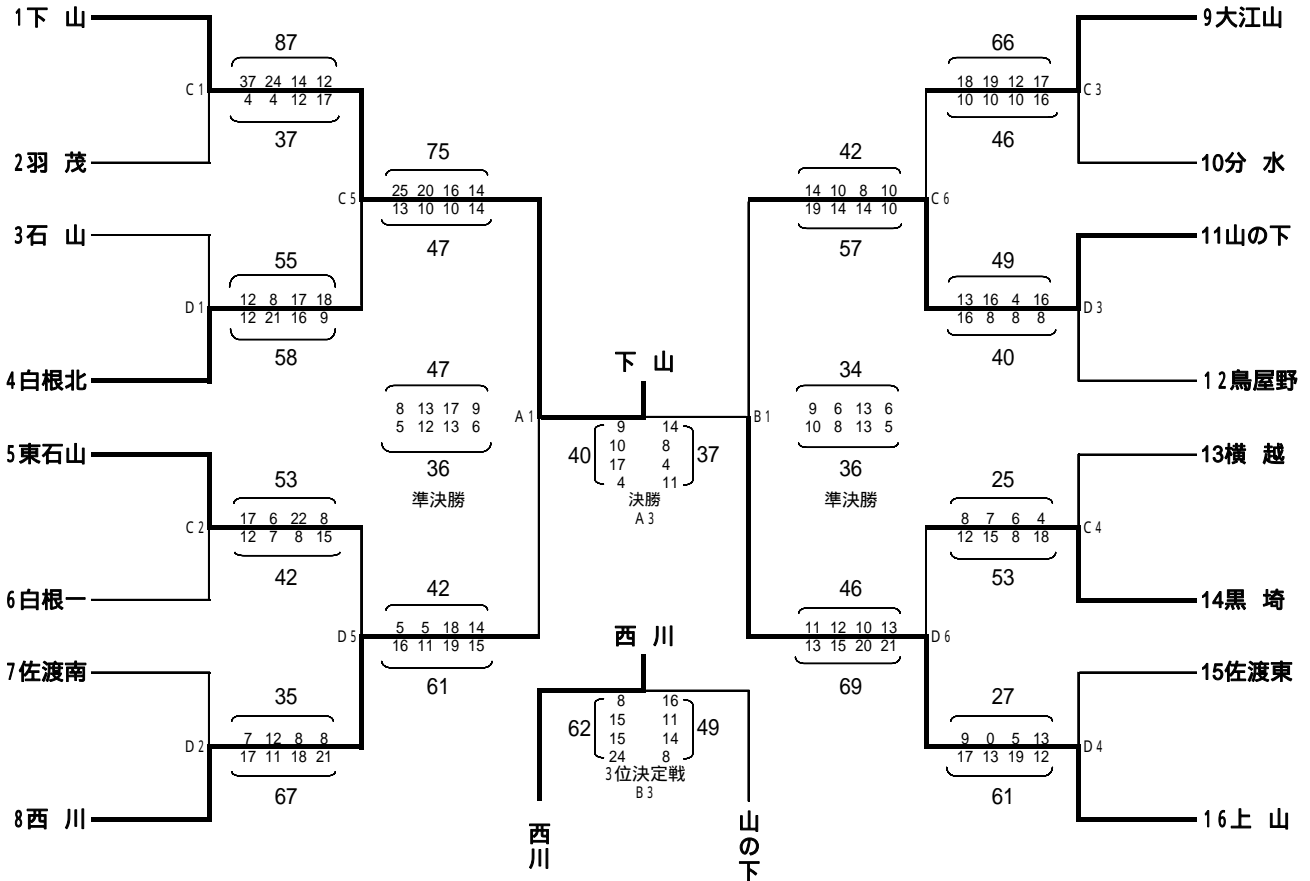 1下 山
87
37 24 14 12
C1
4 4 12 17
37
2羽 茂
75
25 20 16 14
C5
13 10 10 14
47
3石 山
55
12 8 17 18
D1
12 21 16 9
58
4白根北
47
8 13 17 9
A1
5 12 13 6
36
準決勝
5東石山
53
17 6 22 8
C2
12 7 8 15
42
6白根一
42
5 5 18 14
D5
16 11 19 15
61
7佐渡南
35
7 12 8 8
D2
17 11 18 21
67
8西 川
下 山
9 14
10 8
40 37
17 4
4 11
決勝
A3
西 川
8 16
15 11
62 49
15 14
24 8
3位決定戦
B3
西川
山の下
9大江山
66
18 19 12 17
C3
10 10 10 16
46
10分 水
42
14 10 8 10
C6
19 14 14 10
57
11山の下
49
13 16 4 16
D3
16 8 8 8
40
12鳥屋野
34
9 6 13 6
B1
10 8 13 5
36
準決勝
13横 越
25
8 7 6 4
C4
12 15 8 18
53
14黒 埼
46
11 12 10 13
D6
13 15 20 21
69
15佐渡東
27
9 0 5 13
D4
17 13 19 12
61
16上 山